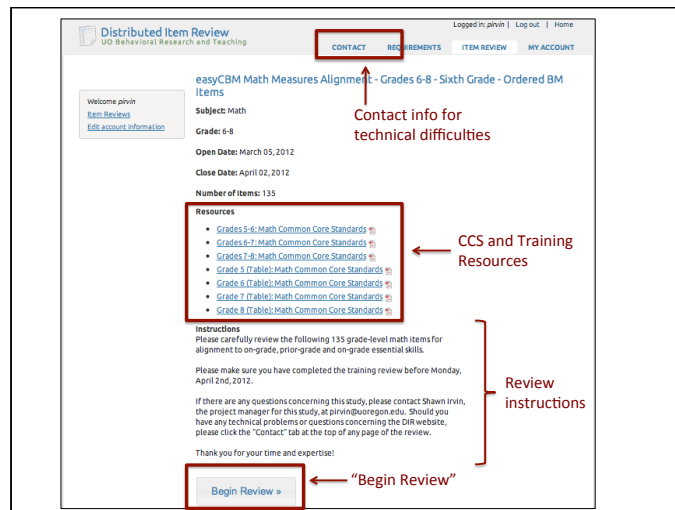 Logged in: pirvin | Log out | Home
Distributed Item Review
UO Behavioral Research and Teaching
CONTACT REQUIREMENTS ITEM REVIEW MY ACCOUNT
easyCBM Math Measures Alignment - Grades 6-8 - Sixth Grade - Ordered BM
Items
Welcome pirvin
Item Reviews
Edit account information
Subject: Math
Grade: 6-8
Open Date: March 05, 2012
Close Date: April 02, 2012
Number of Items: 135
Contact info for
technical difficulties
Resources
• Grades 5-6: Math Common Core Standards
• Grades 6-7: Math Common Core Standards
• Grades 7-8: Math Common Core Standards
• Grade 5 (Table): Math Common Core Standards
• Grade 6 (Table): Math Common Core Standards
• Grade 7 (Table): Math Common Core Standards
• Grade 8 (Table): Math Common Core Standards
CCS and Training
Resources
Instructions
Please carefully review the following 135 grade-level math items for
alignment to on-grade, prior-grade and on-grade essential skills.
Please make sure you have completed the training review before Monday,
April 2nd, 2012.
If there are any questions concerning this study, please contact Shawn Irvin,
the project manager for this study, at pirvin@uoregon.edu. Should you
have any technical problems or questions concerning the DIR website,
please click the "Contact" tab at the top of any page of the review.
Thank you for your time and expertise!
Review
instructions
Begin Review »
“Begin Review”